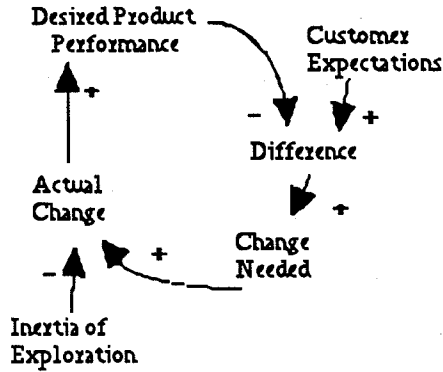 Desired Product
Performance
Customer
Expectations
+
-
+
Difference
Actual
Change
+
Change
Needed
+
-
Inertia of
Exploration